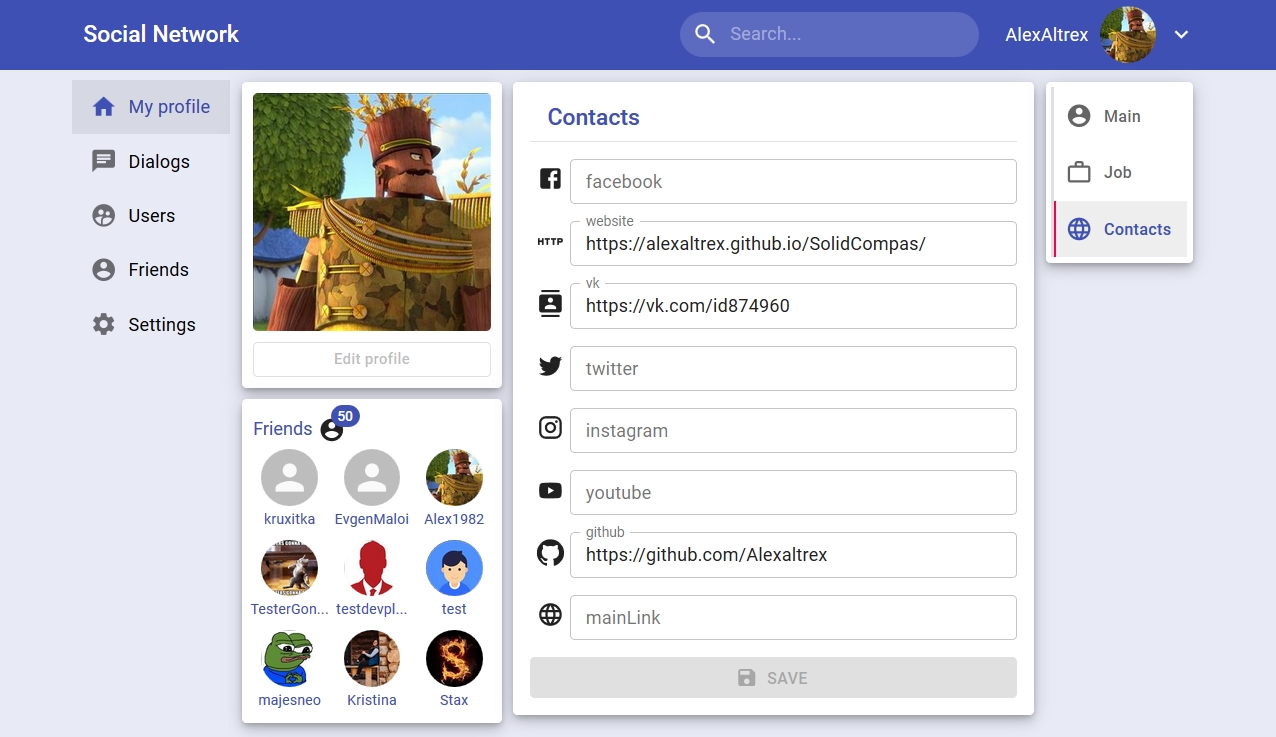 Social Network
Search...
AlexAltrex
My profile
Dialogs
Users
Friends
Settings
Edit profile
Friends
50
kruxitka
EvgenMaloi
Alex1982
TesterGon...
testdevpl...
test
majesneo
Kristina
Stax
Contacts
facebook
website
HTTP
https://alexaltrex.github.io/SolidCompas/
vk
https://vk.com/id874960
twitter
instagram
youtube
github
https://github.com/Alexaltrex
mainLink
SAVE
Main
Job
Contacts